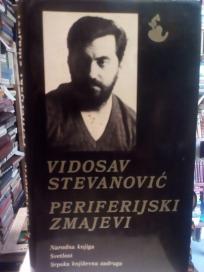 VIDOSAV
STEVANOVIĆ
PERIFERIJSKI
ZMAJEVI
Narodna knjiga
Svetlost
Srpska književna zadruga